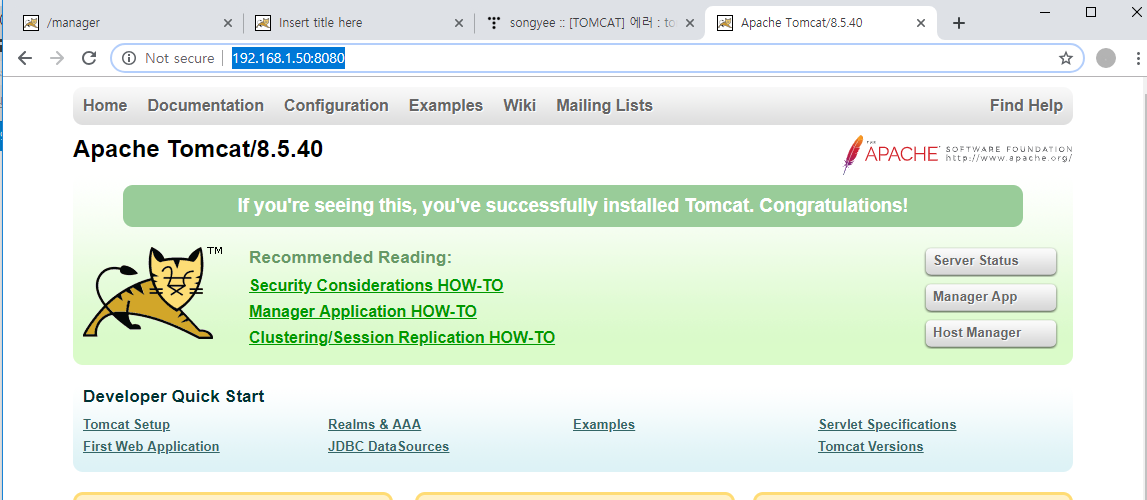 /manager
Insert title here
songyee :: [TOMCAT] 에러 : to
Apache Tomcat/8.5.40
Not secure
192.168.1.50:8080
Home Documentation Configuration Examples Wiki Mailing Lists Find Help
Apache Tomcat/8.5.40
THE APACHE SOFTWARE FOUNDATION
http://www.apache.org/
If you're seeing this, you've successfully installed Tomcat. Congratulations!
TM
Recommended Reading:
Security Considerations HOW-TO
Manager Application HOW-TO
Clustering/Session Replication HOW-TO
Server Status
Manager App
Host Manager
Developer Quick Start
Tomcat Setup
First Web Application
Realms & AAA
JDBC DataSources
Examples
Servlet Specifications
Tomcat Versions